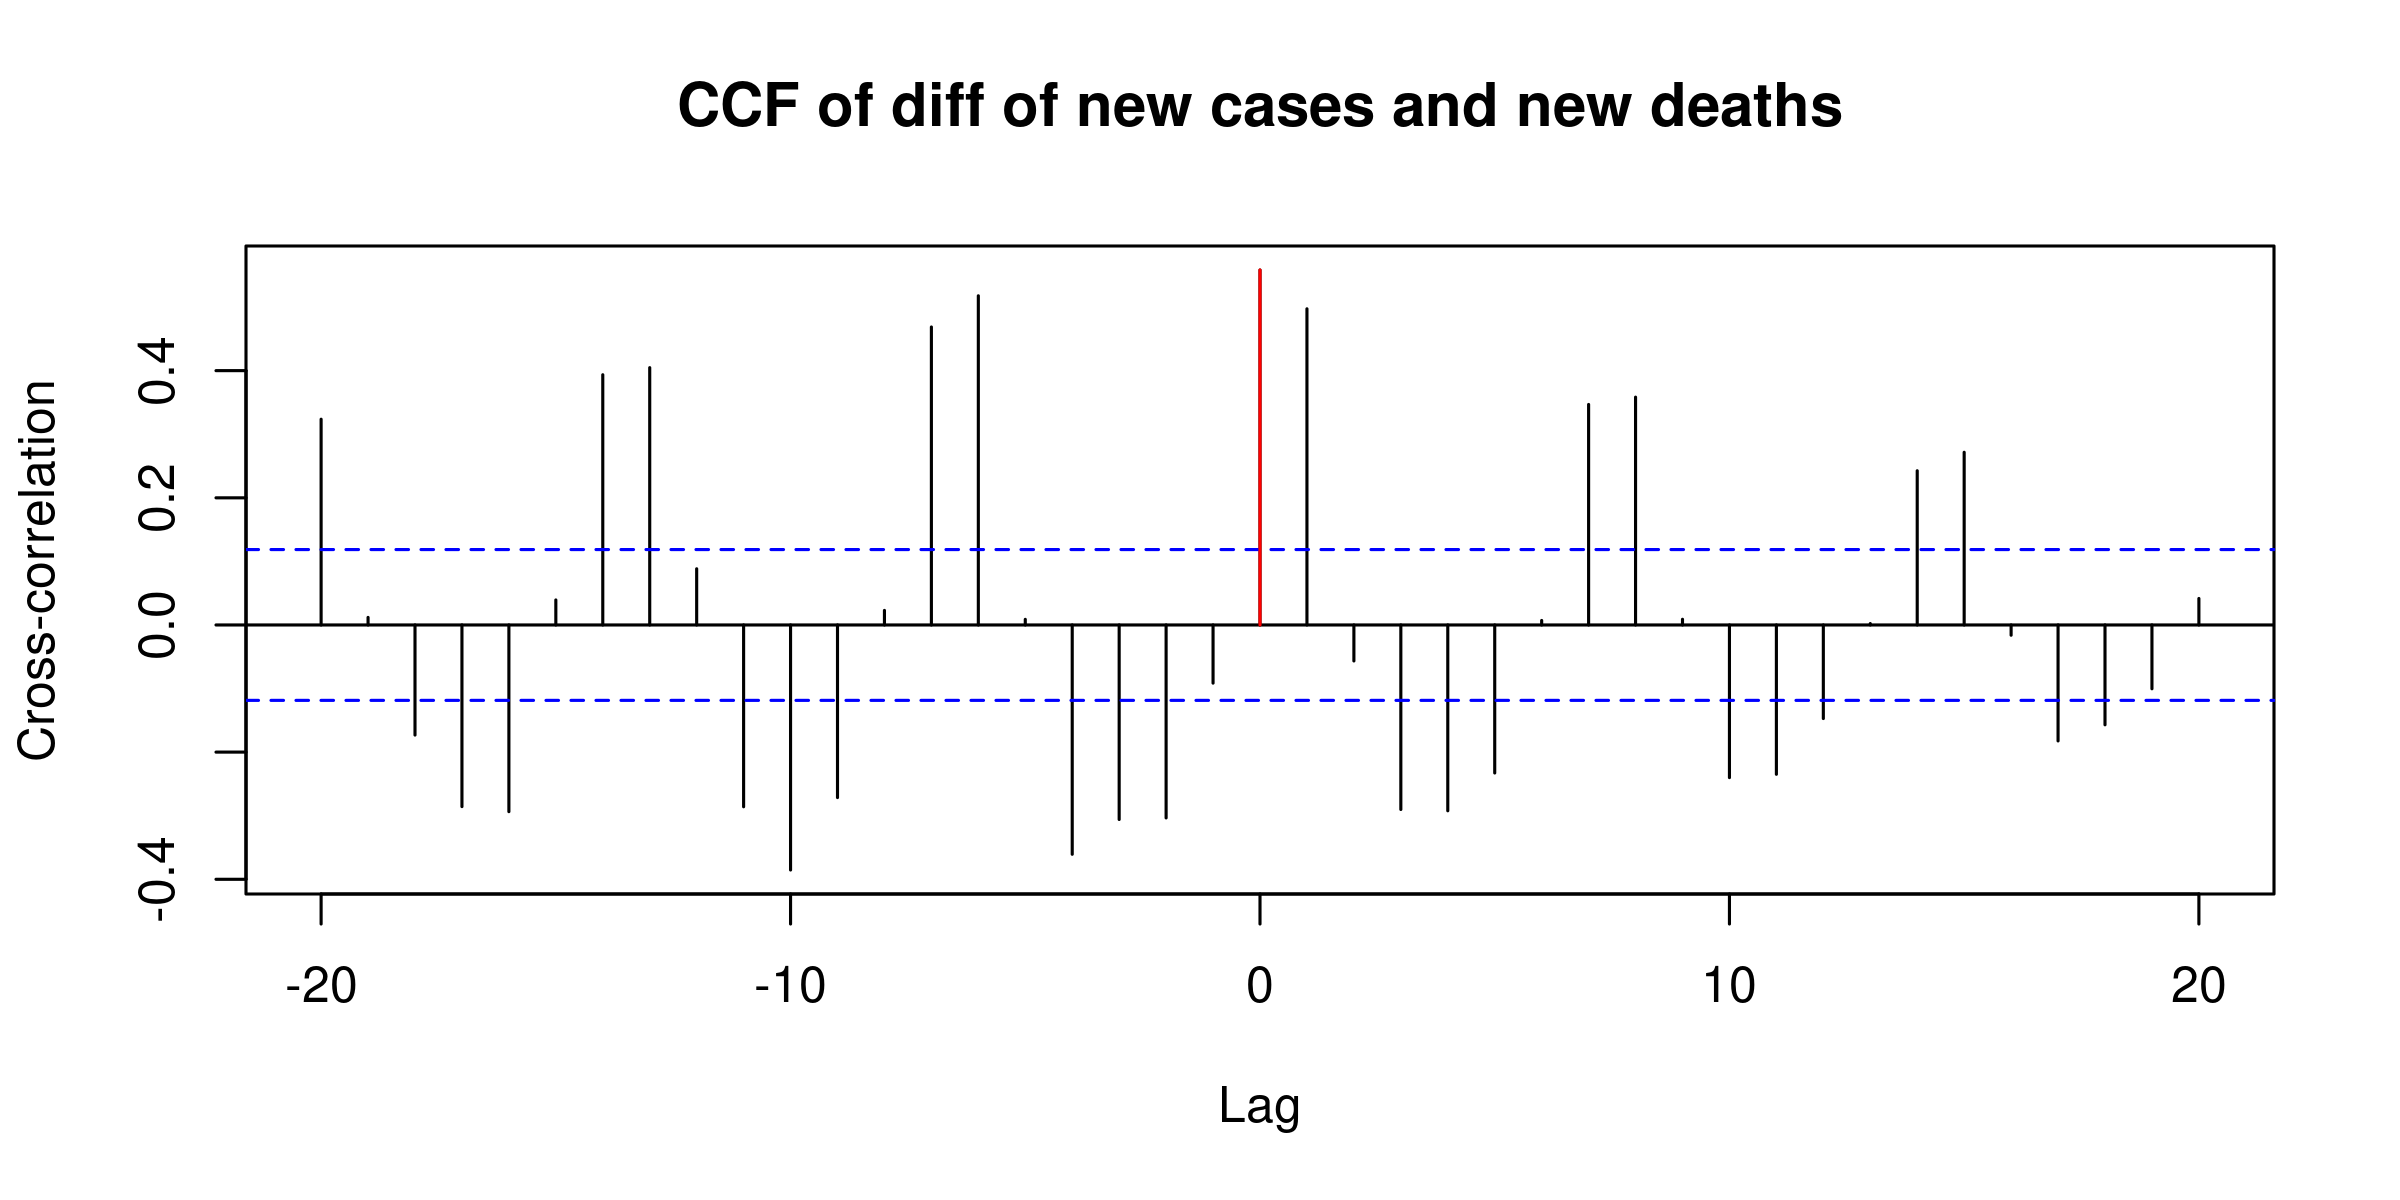 CCF of diff of new cases and new deaths
Cross-correlation
0.4
0.2
0.0
-0.4
-20 -10 0 10 20
Lag